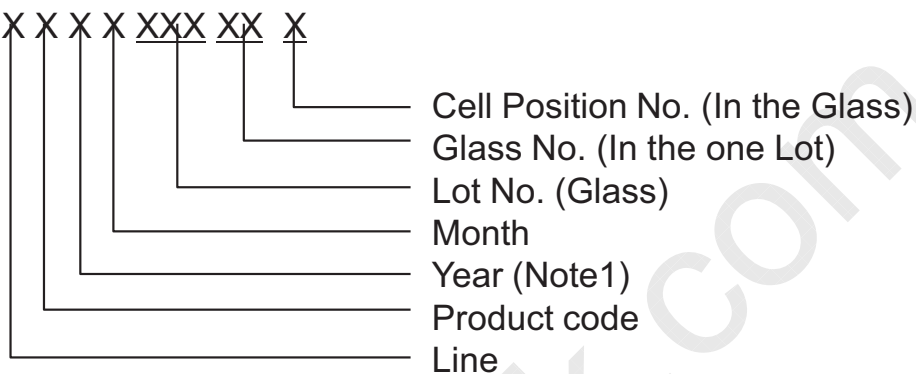 X X X X XXX XX X
Cell Position No. (In the Glass)
Glass No. (In the one Lot)
Lot No. (Glass)
Month
Year (Note1)
Product code
Line
com